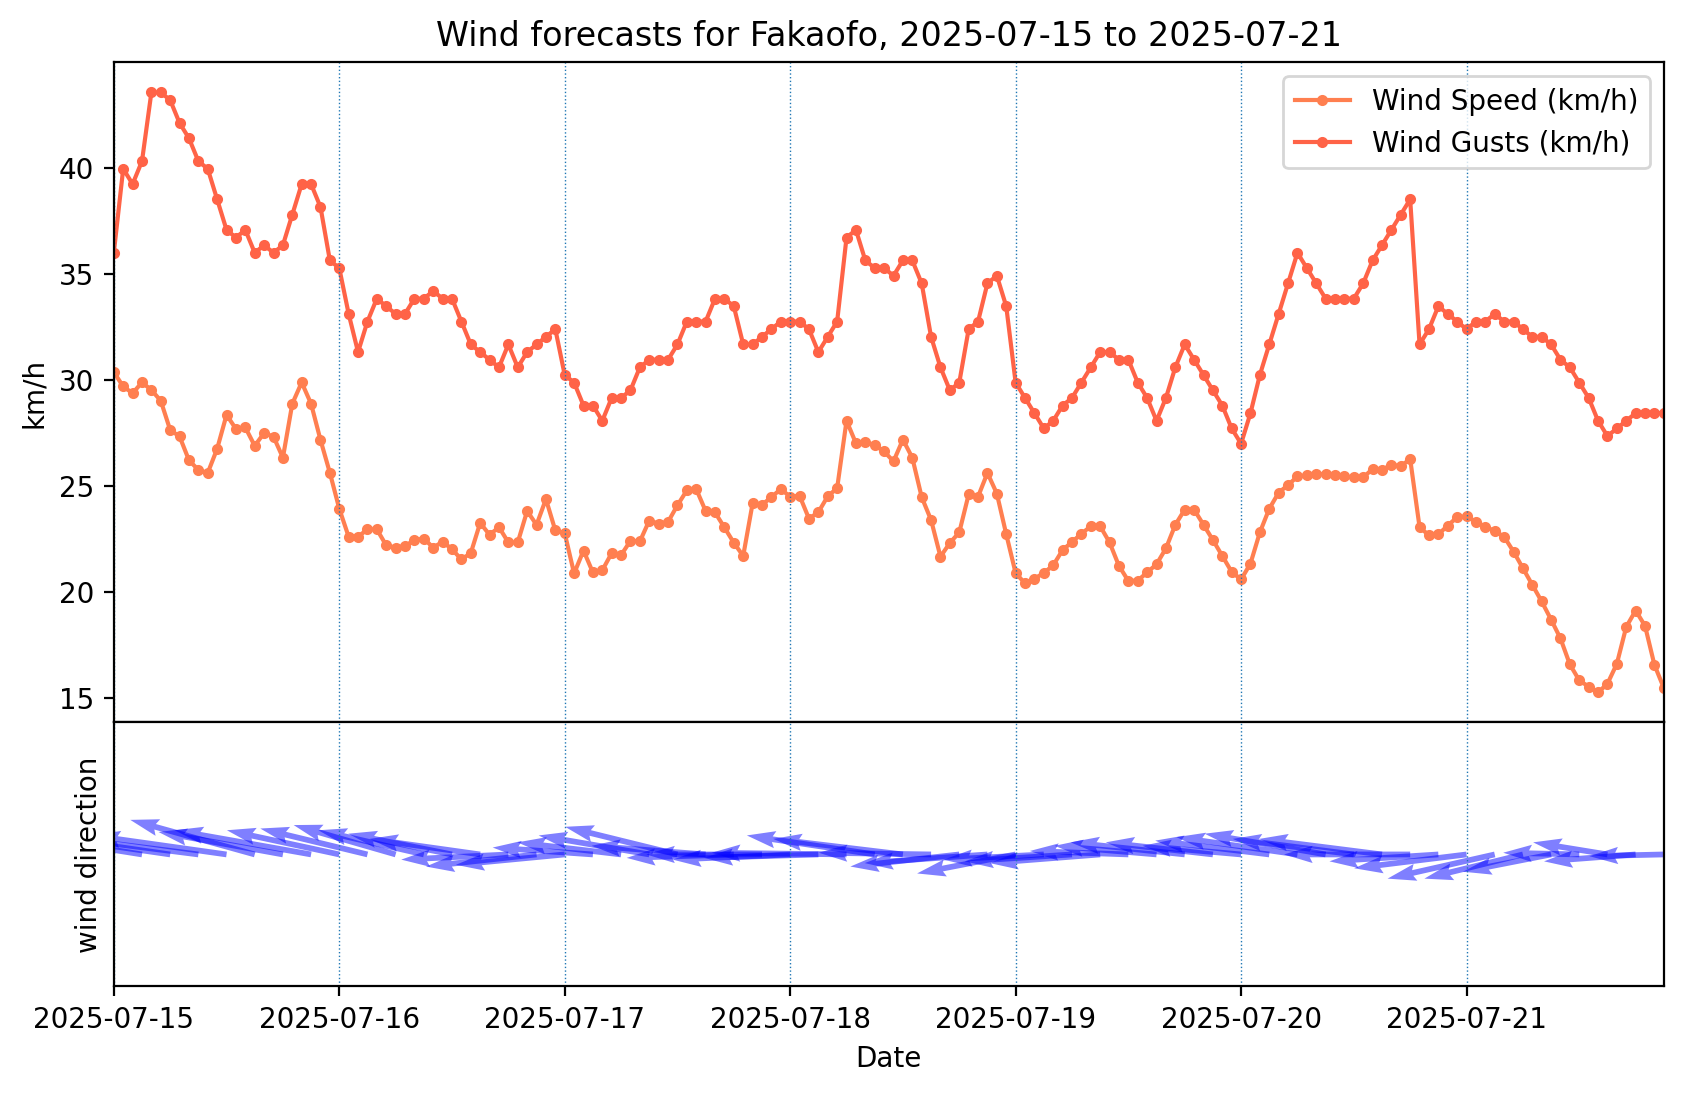 Wind forecasts for Fakaofo, 2025-07-15 to 2025-07-21
Wind Speed (km/h)
Wind Gusts (km/h)
40
35
30
25
20
15
km/h
wind direction
2025-07-15
2025-07-16
2025-07-17
2025-07-18
2025-07-19
2025-07-20
2025-07-21
Date